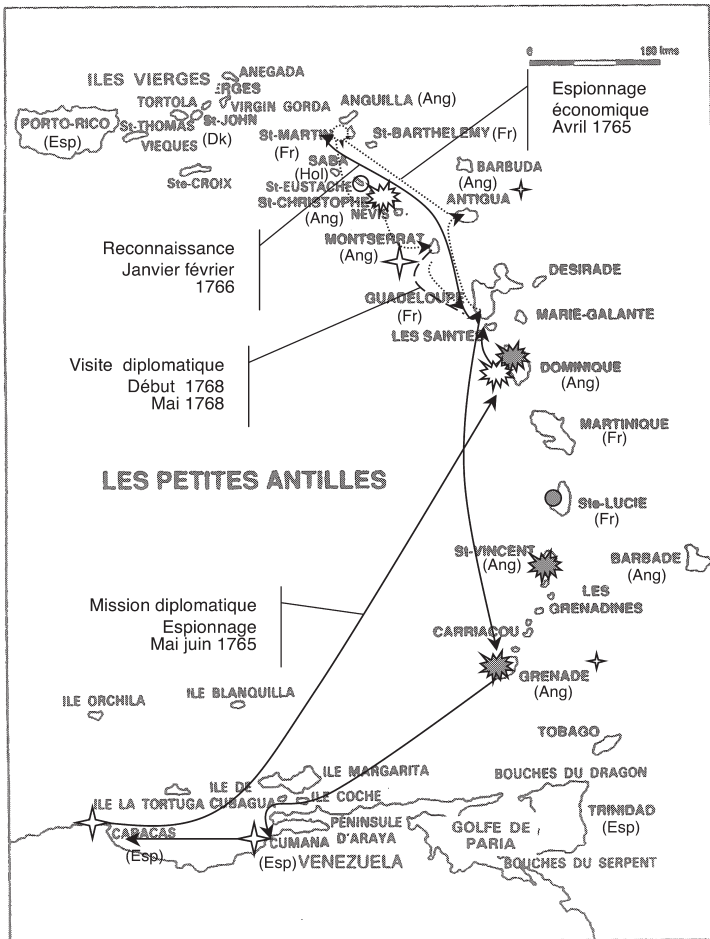 0 150 kms
ILES VIERGES
ANEGADA
TORTOLA
VIRGIN GORDA
St-JOHN
(Dk)
PORTO-RICO
(Esp)
St-THOMAS
VIEQUES
Ste-CROIX
ANGUILLA (Ang)
St-MARTIN
(Fr)
St-BARTHELEMY (Fr)
Espionnage
économique
Avril 1765
SABA
(Hol)
St-EUSTACHE
St-CHRISTOPHE
(Ang)
NEVIS
BARBUDA
(Ang)
ANTIGUA
Reconnaissance
Janvier février
1766
MONTSERRAT
(Ang)
GUADELOUPE
(Fr)
DESIRADE
MARIE-GALANTE
LES SAINTES
Visite diplomatique
Début 1768
Mai 1768
DOMINIQUE
(Ang)
MARTINIQUE
(Fr)
LES PETITES ANTILLES
Ste-LUCIE
(Fr)
St-VINCENT
(Ang)
BARBADE
(Ang)
LES
GRENADINES
Mission diplomatique
Espionnage
Mai juin 1765
CARRIACOU
GRENADE
(Ang)
ILE ORCHILA
ILE BLANQUILLA
TOBAGO
ILE MARGARITA
BOUCHES DU DRAGON
ILE LA TORTUGA
ILE DE
CUBAGUA
ILE COCHE
TRINIDAD
(Esp)
CARACAS
(Esp)
CUMANA
(Esp)
PÉNINSULE
D'ARAYA
GOLFE DE
PARIA
VENEZUELA
BOUCHES DU SERPENT